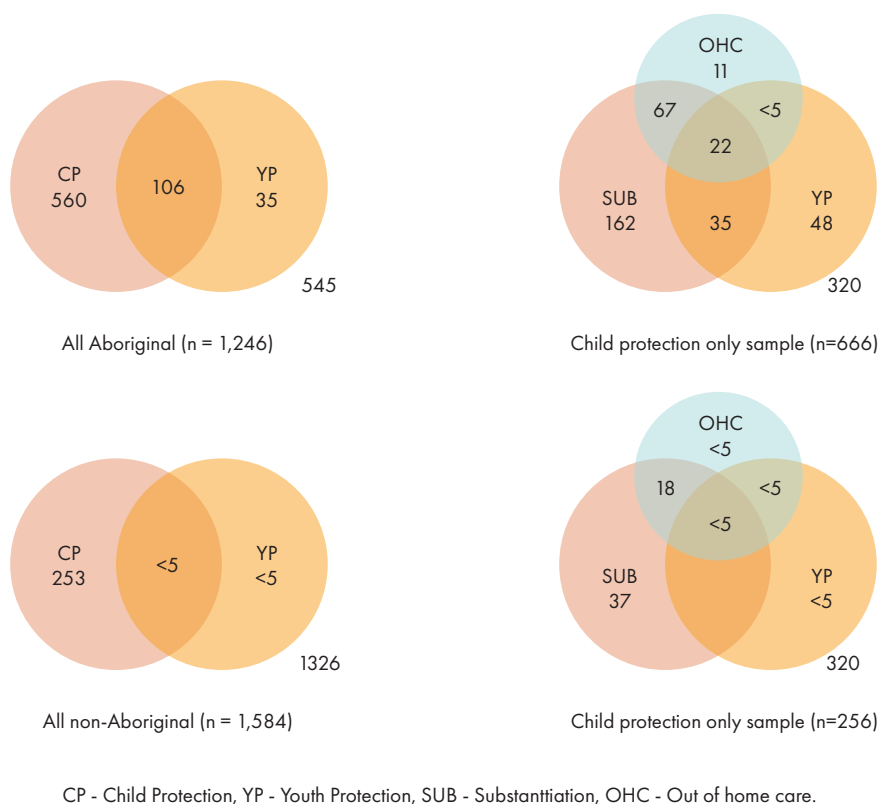 CP
560
106
YP
35
545
All Aboriginal (n = 1,246)
OHC
11
67
<5
22
SUB
162
35
YP
48
320
Child protection only sample (n=666)
CP
253
<5
YP
<5
1326
All non-Aboriginal (n = 1,584)
OHC
<5
18
<5
<5
SUB
37
YP
<5
320
Child protection only sample (n=256)
CP - Child Protection, YP - Youth Protection, SUB - Substanttiation, OHC - Out of home care.